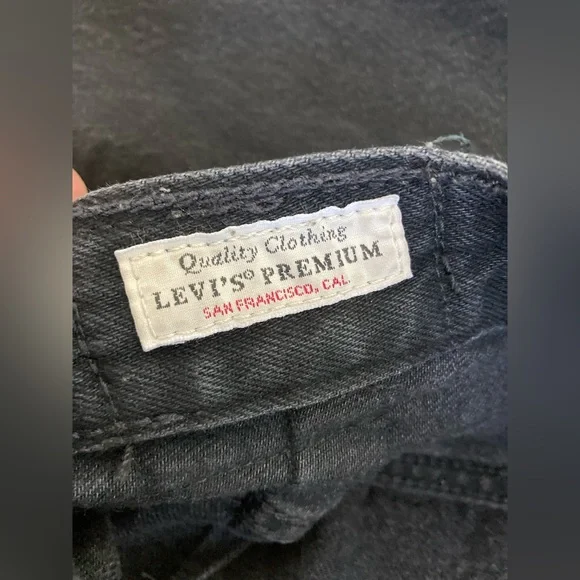 Quality Clothing
LEVI'S® PREMIUM
SAN FRANCISCO, CAL.